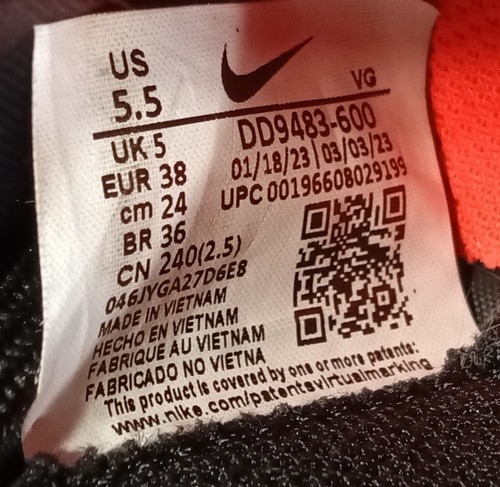 US
5.5
VG
UK 5
EUR 38
cm 24
BR 36
CN 240(2.5)
DD9483-600
01/18/23 | 03/03/23
UPC 00196608029199
046JYGA27D6E8
MADE IN VIETNAM
HECHO EN VIETNAM
FABRIQUE AU VIETNAM
FABRICADO NO VIETNA
This product is covered by one or more patents:
www.nike.com/patentavirtualmarking